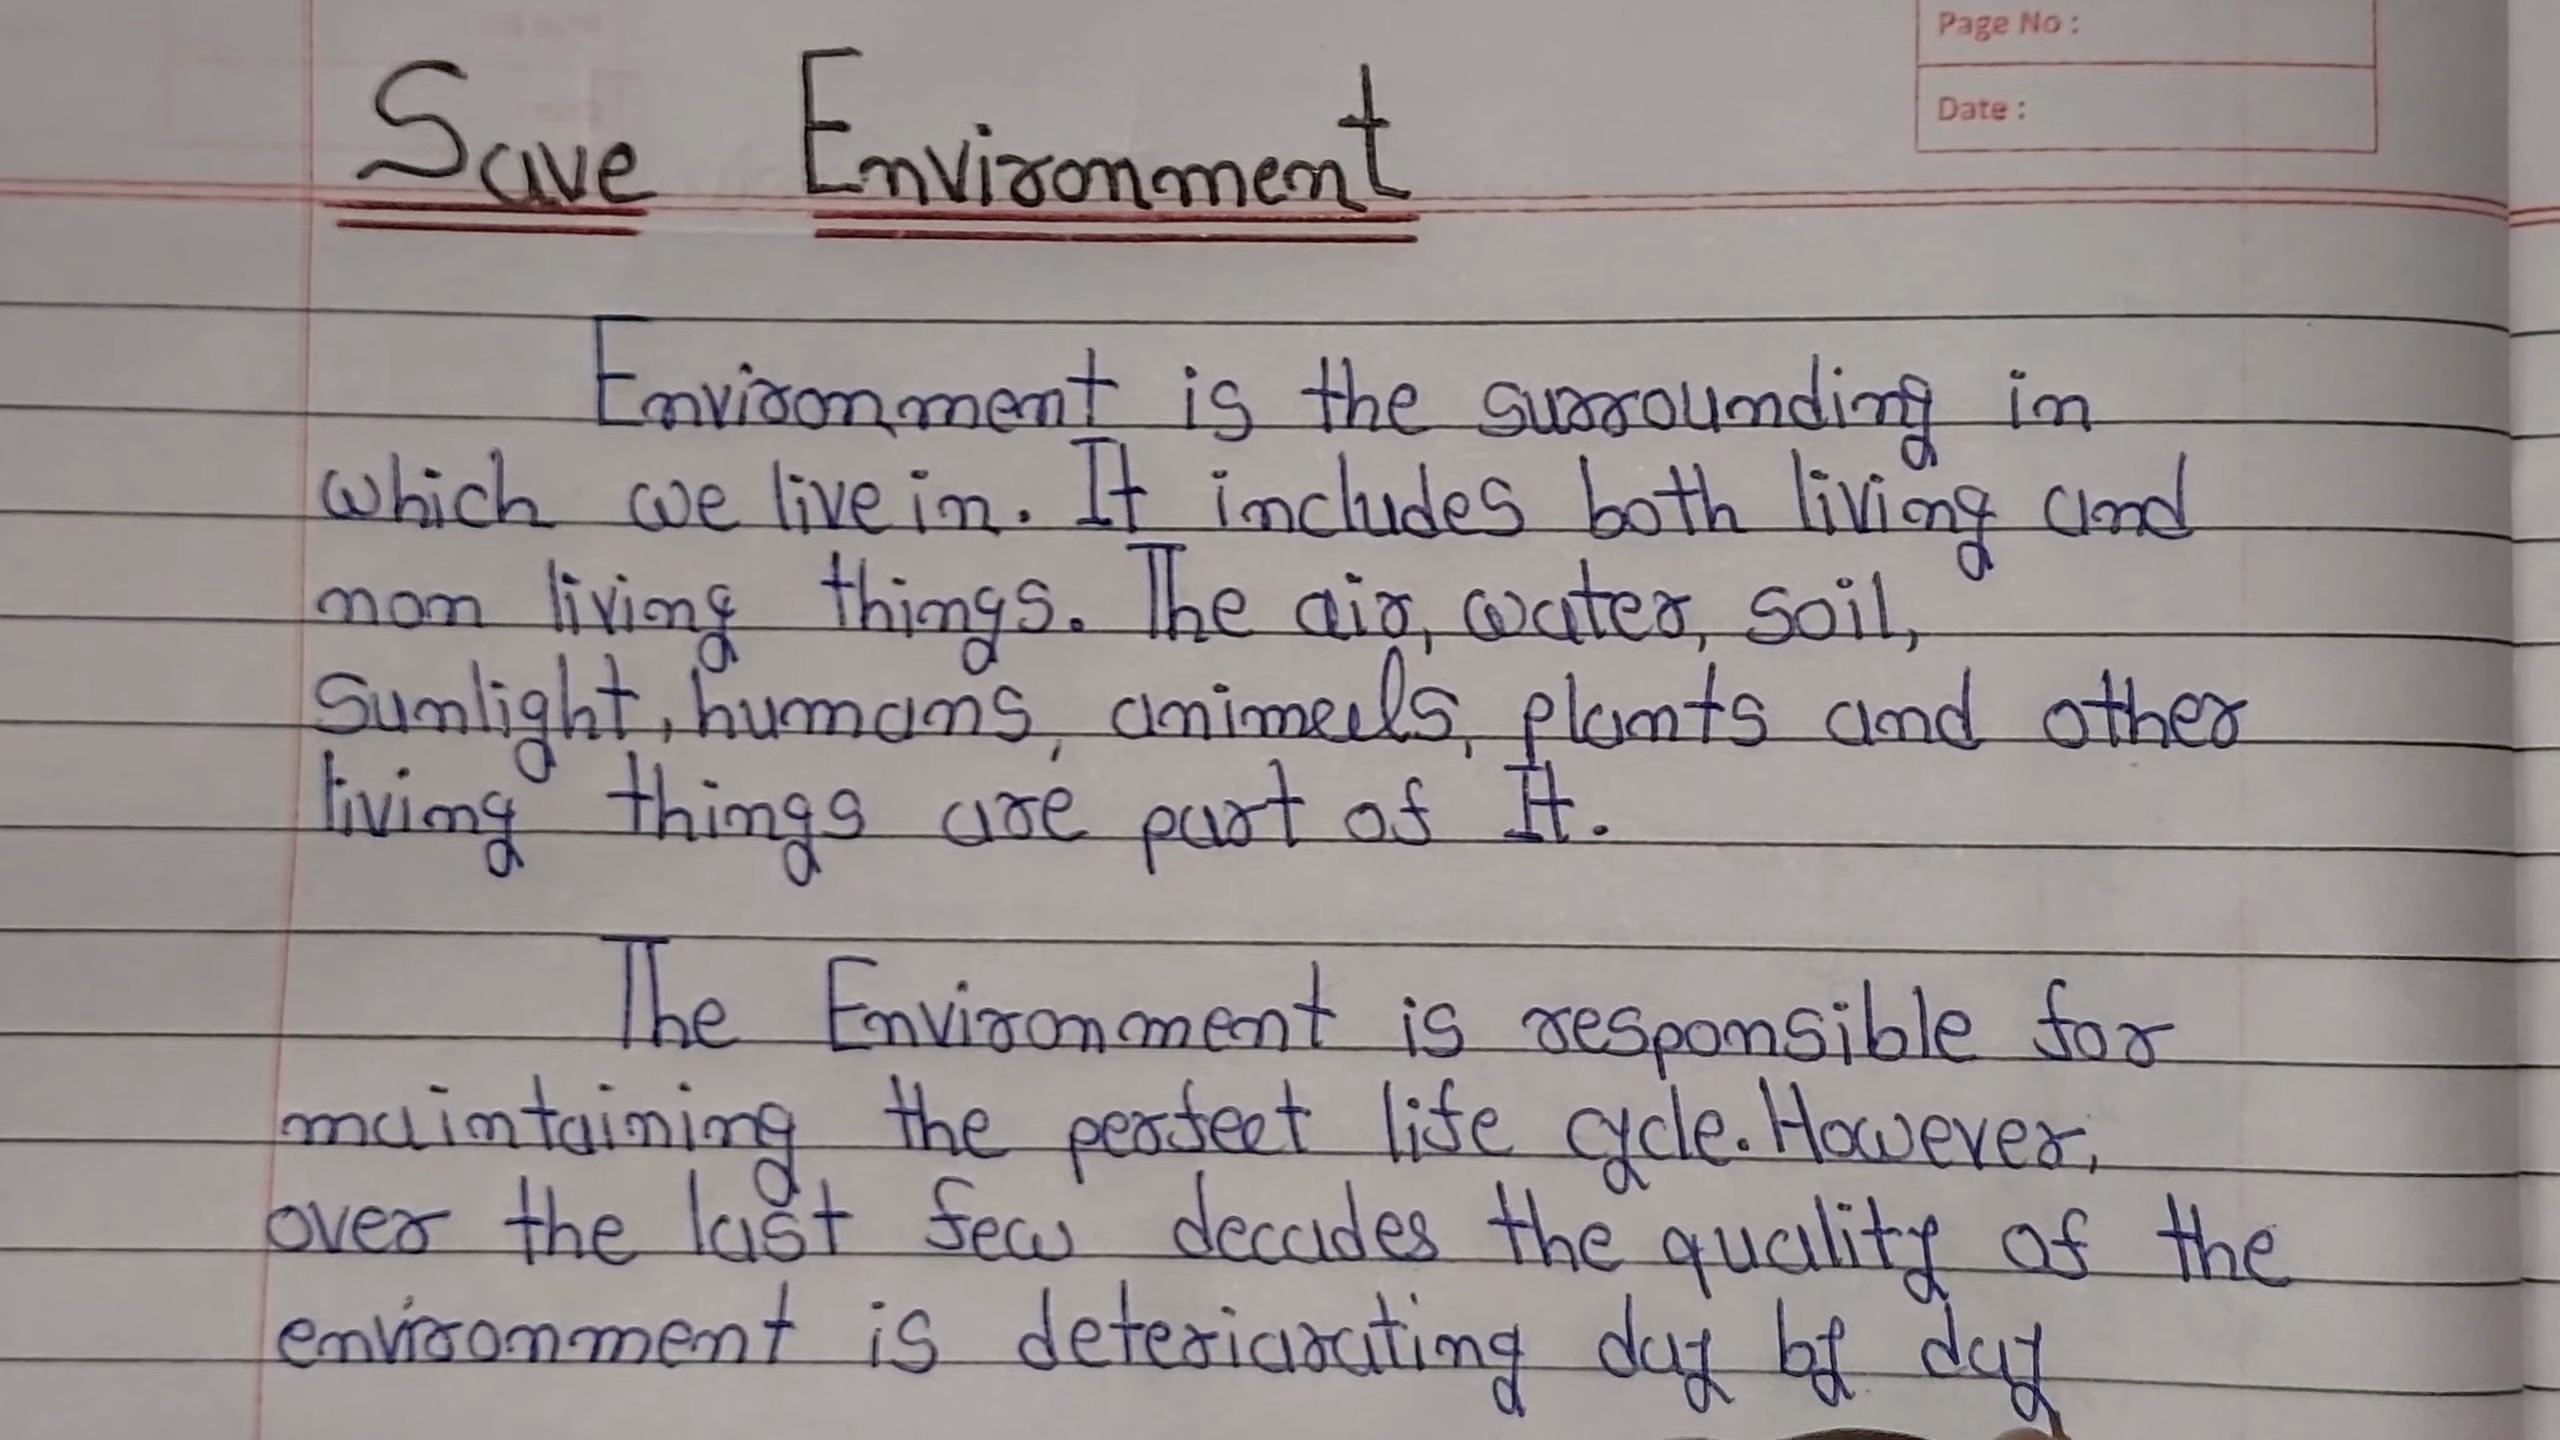 Page No :
Date :
Save Environment
Environment is the surrounding in
which we live in. It includes both living and
non living things. The air, water, soil,
Sunlight, humans, animals, plants and other
living things are part of It.
The Environment is responsible for
maintaining the perfect life cycle. However,
over the last few decades the quality of the
environment is deteriarating day by day